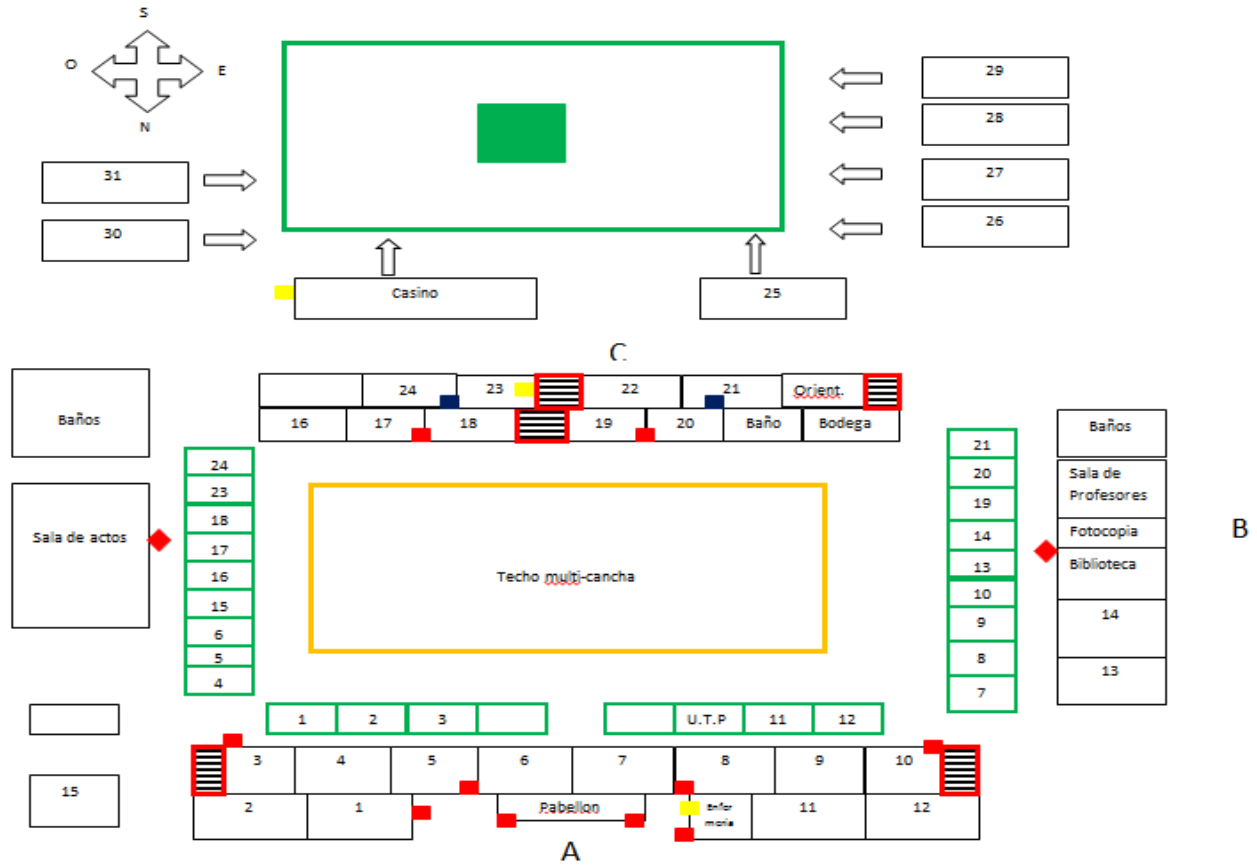 S
O
E
N
29
28
27
26
31
30
Casino
25
C
24
23
22
21
Orient.
16
17
18
19
20
Baño
Bodega
Baños
Sala de actos
24
23
18
17
16
15
6
5
4
Techo multi-cancha
21
20
19
14
13
10
9
8
7
Baños
Sala de
Profesores
Fotocopia
Biblioteca
14
13
B
1
2
3
U.T.P
11
12
15
3
4
5
6
7
8
9
10
2
1
Pabellon
Enfer
meria
11
12
A